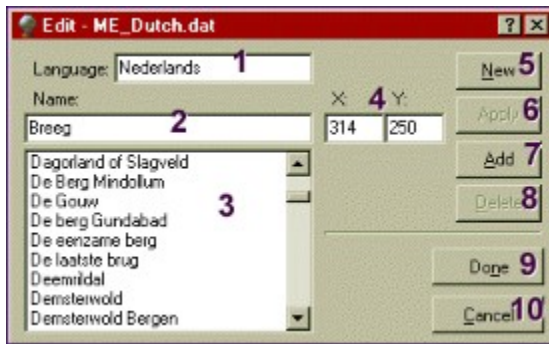 Edit - ME_Dutch.dat
Language: Nederlands 1
New 5
Name:
X: 4 Y:
Breeg 2
314 250
Apply 6
Dagorland of Slagveld
De Berg Mindollum
De Gouw
De berg Gundabad
De eenzame berg
De laatste brug
Deemrildal
Demsterwold
Demsterwold Bergen
3
Add 7
Delete 8
Done 9
Cancel 10